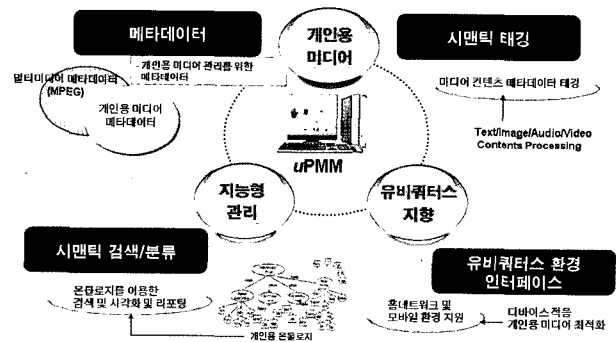 메타데이터
개인용
미디어
시맨틱 태깅
개인용 미디어 관리를 위한
메타데이터
멀티미디어 메타데이터
(MPEG)
개인용 미디어
메타데이터
미디어 컨텐츠 메타데이터 태깅
Text/Image/Audio/Video
Contents Processing
uPMM
지능형
관리
유비쿼터스
지향
시맨틱 검색/분류
온톨로지를 이용한
검색 및 시각화 및 리포팅
개인용 온톨로지
유비쿼터스 환경
인터페이스
홈네트워크 및
모바일 환경 지원
디바이스 적응
개인용 미디어 최적화